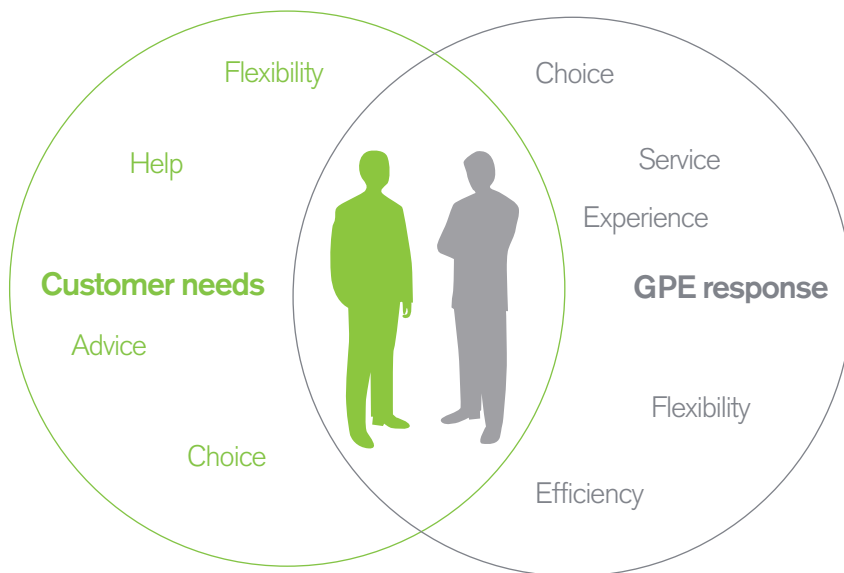 Flexibility
Help
Customer needs
Advice
Choice
Choice
Service
Experience
GPE response
Flexibility
Efficiency